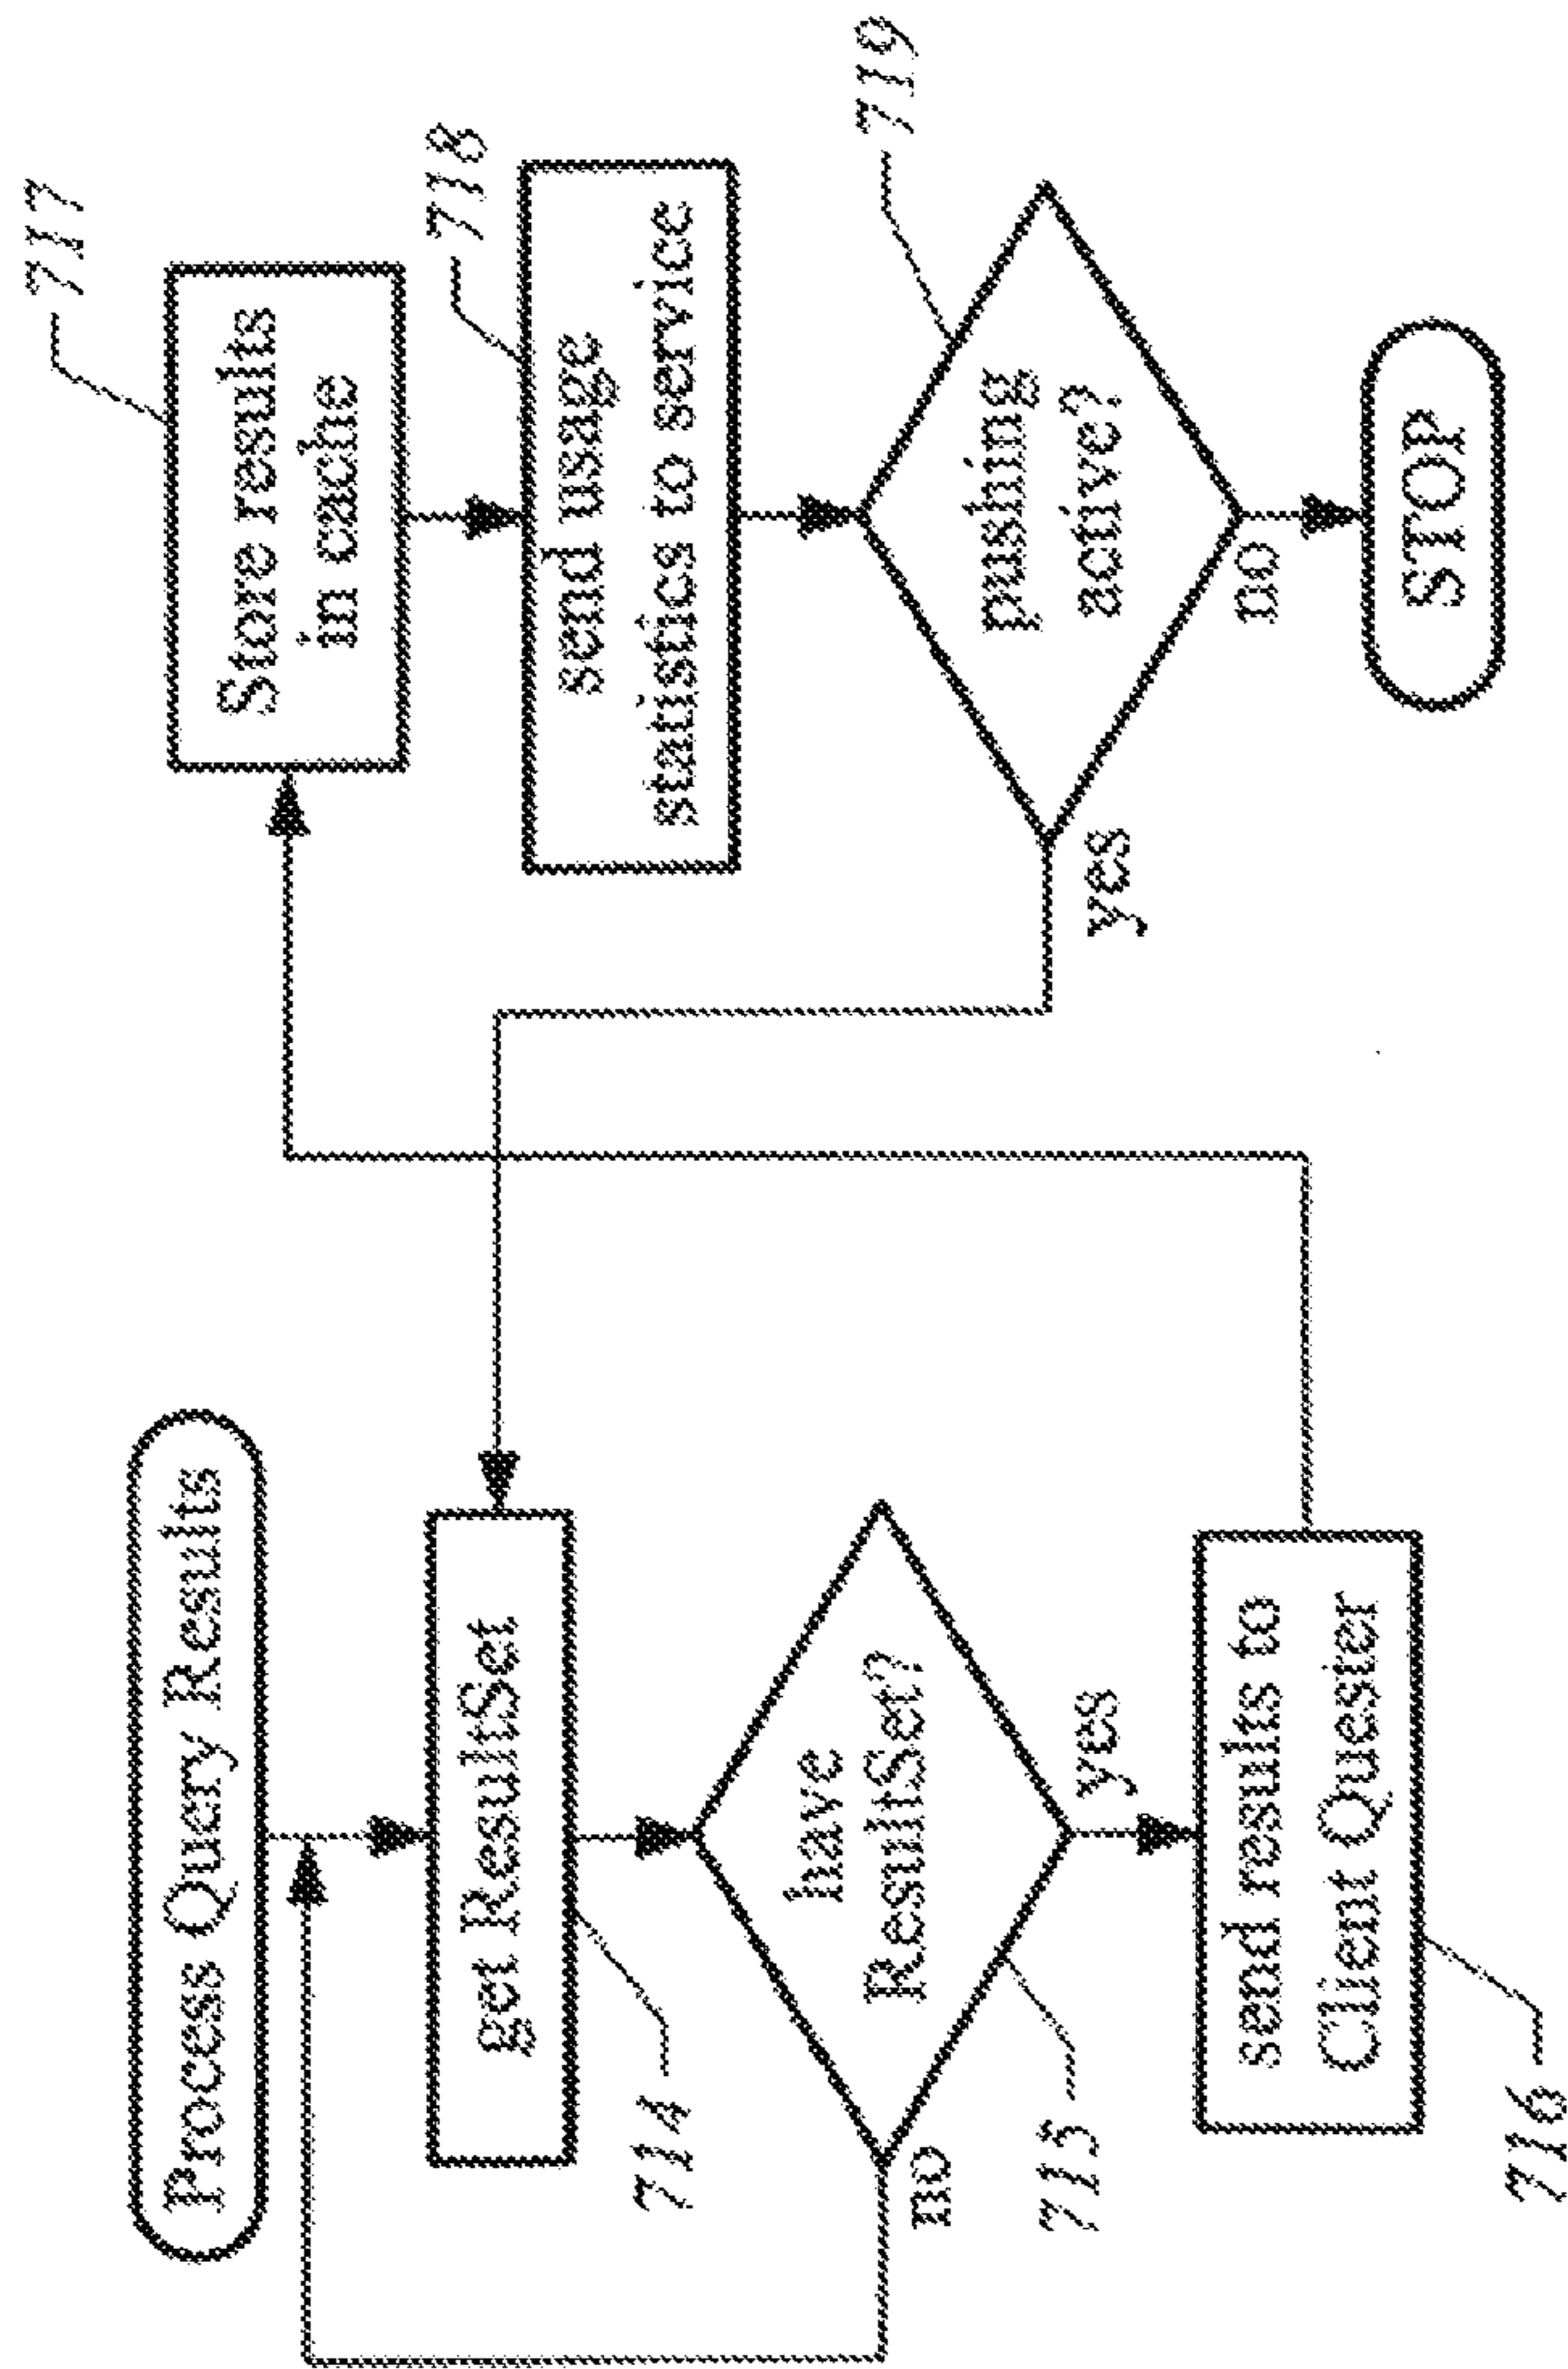 Process Query Results
get ResultSet
714
have
ResultSet?
no
yes
715
send results to
Client Quester
716
Store results
in cache
717
send usage
statistics to service
718
pushing
active?
719
yes
no
STOP